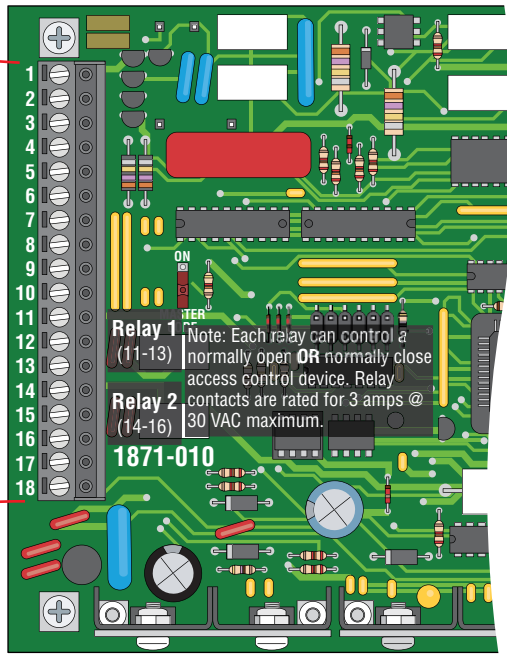 1
2
3
4
5
6
7
8
9
10
11
12
13
14
15
16
17
18
ON
Relay 1
(11-13)
Relay 2
(14-16)
Note: Each relay can control a
normally open OR normally close
access control device. Relay
contacts are rated for 3 amps @
30 VAC maximum.
1871-010